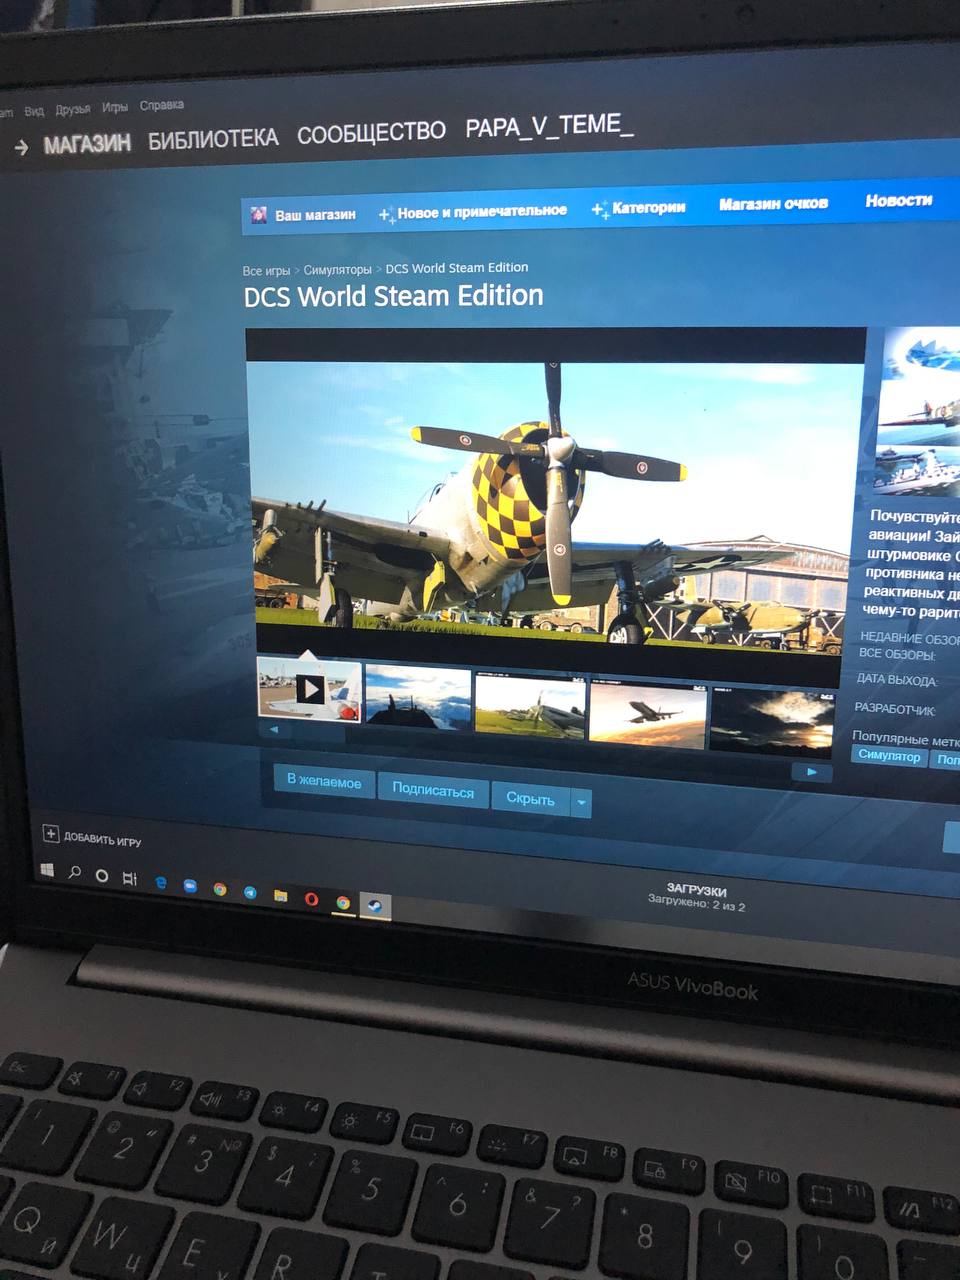 Вид Друзья Игры Справка
МАГАЗИН БИБЛИОТЕКА СООБЩЕСТВО PAPA_V_TEME_
Ваш магазин Новое и примечательное Категории Магазин очков Новости
Все игры > Симуляторы > DCS World Steam Edition
DCS World Steam Edition
Почувствуйте
авиации! Зай
штурмовике
противника не
реактивных дв
чему-то рарит
НЕДАВНИЕ ОБЗОР
ВСЕ ОБЗОРЫ:
ДАТА ВЫХОДА:
РАЗРАБОТЧИК:
Популярные метк
Симулятор Пол
В желаемое Подписаться Скрыть
ДОБАВИТЬ ИГРУ
ЗАГРУЗКИ
Загружено: 2 из 2
ASUS VivoBook
Esc F1 F2 F3 F4 F5 F6 F7 F8 F9 F10 F11 F12
! 1 @ " 2 # № 3 $ ; 4 % 5 ^ : 6 & ? 7 * 8 ( 9 ) 0
Q Й W Ц E R